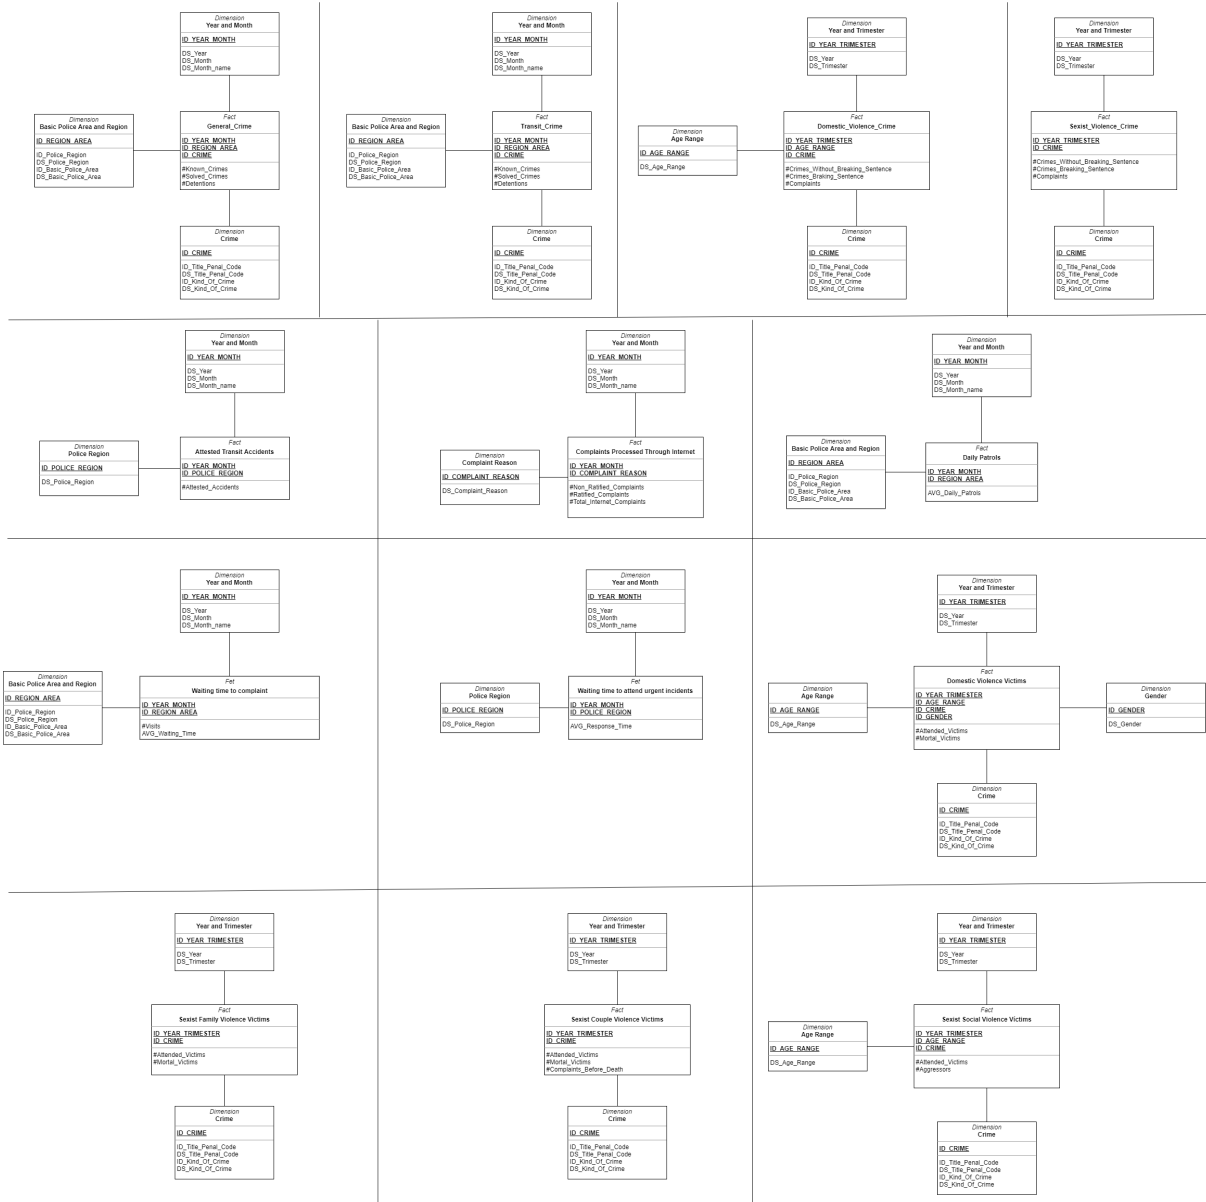 Dimension
Year and Month
ID_YEAR_MONTH
DS_Year
DS_Month
DS_Month_name
Dimension
Basic Police Area and Region
ID_REGION_AREA
ID_Police_Region
DS_Police_Region
ID_Basic_Police_Area
DS_Basic_Police_Area
Fact
General_Crime
ID_YEAR_MONTH
ID_REGION_AREA
ID_CRIME
#Known_Crimes
#Solved_Crimes
#Detentions
Dimension
Crime
ID_CRIME
ID_Title_Penal_Code
DS_Title_Penal_Code
ID_Kind_Of_Crime
DS_Kind_Of_Crime
Dimension
Year and Month
ID_YEAR_MONTH
DS_Year
DS_Month
DS_Month_name
Dimension
Basic Police Area and Region
ID_REGION_AREA
ID_Police_Region
DS_Police_Region
ID_Basic_Police_Area
DS_Basic_Police_Area
Fact
Transit_Crime
ID_YEAR_MONTH
ID_REGION_AREA
ID_CRIME
#Known_Crimes
#Solved_Crimes
#Detentions
Dimension
Crime
ID_CRIME
ID_Title_Penal_Code
DS_Title_Penal_Code
ID_Kind_Of_Crime
DS_Kind_Of_Crime
Dimension
Year and Trimester
ID_YEAR_TRIMESTER
DS_Year
DS_Trimester
Dimension
Age Range
ID_AGE_RANGE
DS_Age_Range
Fact
Domestic_Violence_Crime
ID_YEAR_TRIMESTER
ID_AGE_RANGE
ID_CRIME
#Crimes_Without_Breaking_Sentence
#Crimes_Braking_Sentence
#Complaints
Dimension
Crime
ID_CRIME
ID_Title_Penal_Code
DS_Title_Penal_Code
ID_Kind_Of_Crime
DS_Kind_Of_Crime
Dimension
Year and Trimester
ID_YEAR_TRIMESTER
DS_Year
DS_Trimester
Fact
Sexist_Violence_Crime
ID_YEAR_TRIMESTER
ID_CRIME
#Crimes_Without_Breaking_Sentence
#Crimes_Breaking_Sentence
#Complaints
Dimension
Crime
ID_CRIME
ID_Title_Penal_Code
DS_Title_Penal_Code
ID_Kind_Of_Crime
DS_Kind_Of_Crime
Dimension
Year and Month
ID_YEAR_MONTH
DS_Year
DS_Month
DS_Month_name
Dimension
Police Region
ID_POLICE_REGION
DS_Police_Region
Fact
Attested Transit Accidents
ID_YEAR_MONTH
ID_POLICE_REGION
#Attested_Accidents
Dimension
Year and Month
ID_YEAR_MONTH
DS_Year
DS_Month
DS_Month_name
Dimension
Complaint Reason
ID_COMPLAINT_REASON
DS_Complaint_Reason
Fact
Complaints Processed Through Internet
ID_YEAR_MONTH
ID_COMPLAINT_REASON
#Non_Ratified_Complaints
#Ratified_Complaints
#Total_Internet_Complaints
Dimension
Year and Month
ID_YEAR_MONTH
DS_Year
DS_Month
DS_Month_name
Dimension
Basic Police Area and Region
ID_REGION_AREA
ID_Police_Region
DS_Police_Region
ID_Basic_Police_Area
DS_Basic_Police_Area
Fact
Daily Patrols
ID_YEAR_MONTH
ID_REGION_AREA
AVG_Daily_Patrols
Dimension
Year and Month
ID_YEAR_MONTH
DS_Year
DS_Month
DS_Month_name
Dimension
Basic Police Area and Region
ID_REGION_AREA
ID_Police_Region
DS_Police_Region
ID_Basic_Police_Area
DS_Basic_Police_Area
Fet
Waiting time to complaint
ID_YEAR_MONTH
ID_REGION_AREA
#Visits
AVG_Waiting_Time
Dimension
Year and Month
ID_YEAR_MONTH
DS_Year
DS_Month
DS_Month_name
Dimension
Police Region
ID_POLICE_REGION
DS_Police_Region
Fet
Waiting time to attend urgent incidents
ID_YEAR_MONTH
ID_POLICE_REGION
AVG_Response_Time
Dimension
Year and Trimester
ID_YEAR_TRIMESTER
DS_Year
DS_Trimester
Dimension
Age Range
ID_AGE_RANGE
DS_Age_Range
Fact
Domestic Violence Victims
ID_YEAR_TRIMESTER
ID_AGE_RANGE
ID_CRIME
ID_GENDER
#Attended_Victims
#Mortal_Victims
Dimension
Gender
ID_GENDER
DS_Gender
Dimension
Crime
ID_CRIME
ID_Title_Penal_Code
DS_Title_Penal_Code
ID_Kind_Of_Crime
DS_Kind_Of_Crime
Dimension
Year and Trimester
ID_YEAR_TRIMESTER
DS_Year
DS_Trimester
Fact
Sexist Family Violence Victims
ID_YEAR_TRIMESTER
ID_CRIME
#Attended_Victims
#Mortal_Victims
Dimension
Crime
ID_CRIME
ID_Title_Penal_Code
DS_Title_Penal_Code
ID_Kind_Of_Crime
DS_Kind_Of_Crime
Dimension
Year and Trimester
ID_YEAR_TRIMESTER
DS_Year
DS_Trimester
Fact
Sexist Couple Violence Victims
ID_YEAR_TRIMESTER
ID_CRIME
#Attended_Victims
#Mortal_Victims
#Complaints_Before_Death
Dimension
Crime
ID_CRIME
ID_Title_Penal_Code
DS_Title_Penal_Code
ID_Kind_Of_Crime
DS_Kind_Of_Crime
Dimension
Year and Trimester
ID_YEAR_TRIMESTER
DS_Year
DS_Trimester
Dimension
Age Range
ID_AGE_RANGE
DS_Age_Range
Fact
Sexist Social Violence Victims
ID_YEAR_TRIMESTER
ID_AGE_RANGE
ID_CRIME
#Attended_Victims
#Aggressors
Dimension
Crime
ID_CRIME
ID_Title_Penal_Code
DS_Title_Penal_Code
ID_Kind_Of_Crime
DS_Kind_Of_Crime